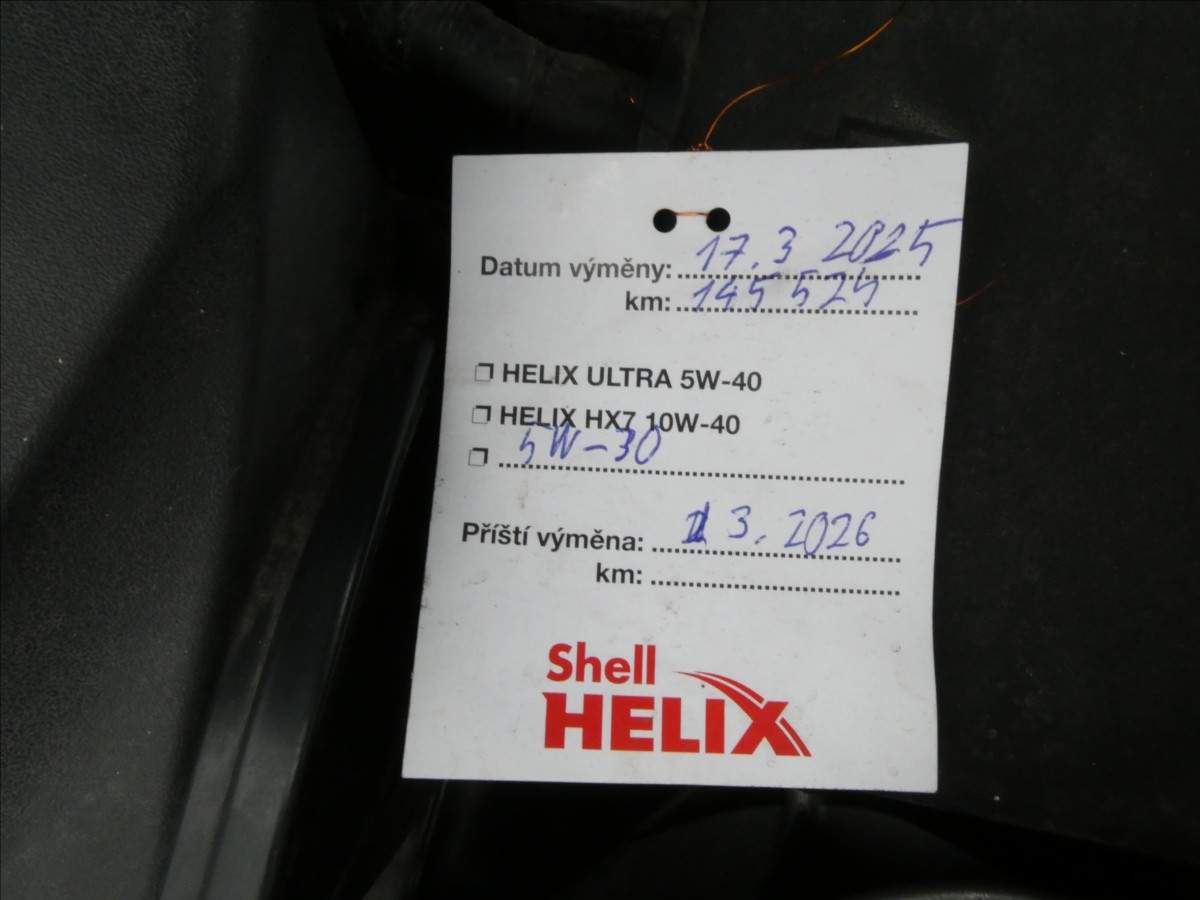 Datum výměny: 17.3 2025
km: 145 525
HELIX ULTRA 5W-40
HELIX HX7 10W-40
5W-30
Příští výměna: 3. 2026
km:
Shell
HELIX